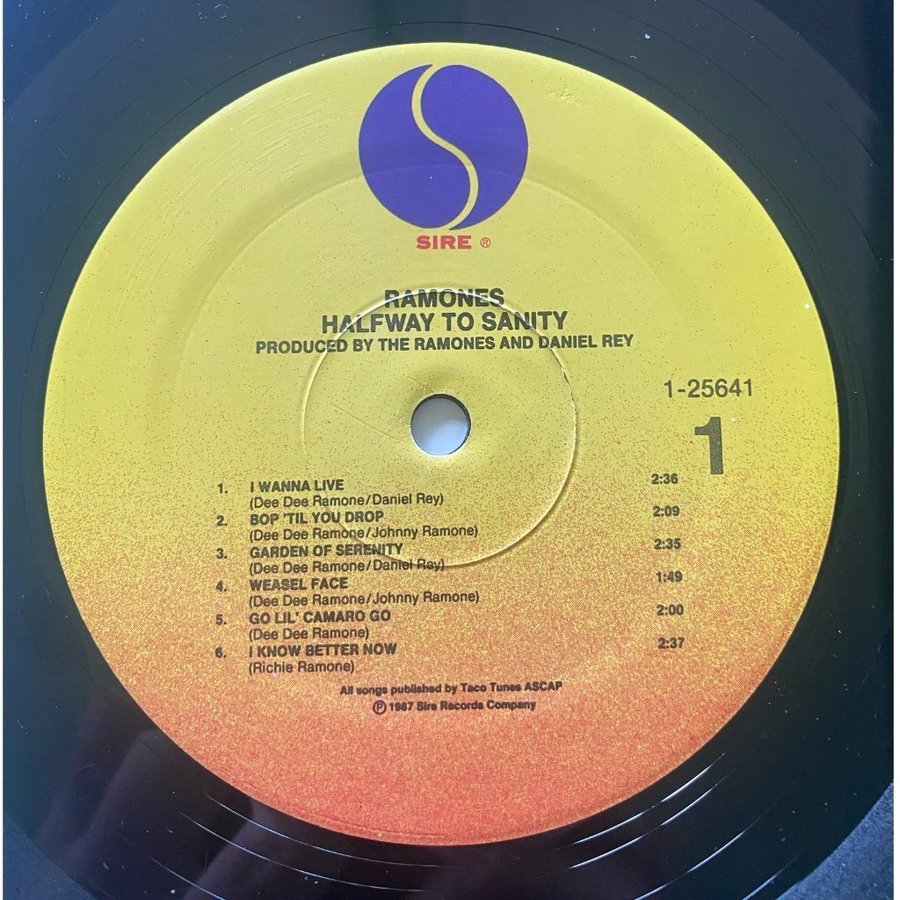 SIRE ®
RAMONES
HALFWAY TO SANITY
PRODUCED BY THE RAMONES AND DANIEL REY
1-25641
1
1. I WANNA LIVE 2:36
(Dee Dee Ramone/Daniel Rey)
2. BOP 'TIL YOU DROP 2:09
(Dee Dee Ramone/Johnny Ramone)
3. GARDEN OF SERENITY 2:35
(Dee Dee Ramone/Daniel Rey)
4. WEASEL FACE 1:49
(Dee Dee Ramone/Johnny Ramone)
5. GO LIL' CAMARO GO 2:00
(Dee Dee Ramone)
6. I KNOW BETTER NOW 2:37
(Richie Ramone)
All songs published by Taco Tunes ASCAP
℗ 1987 Sire Records Company